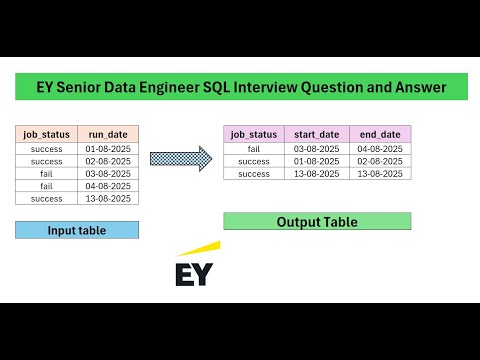 EY Senior Data Engineer SQL Interview Question and Answer
job_status run_date
success 01-08-2025
success 02-08-2025
fail 03-08-2025
fail 04-08-2025
success 13-08-2025
Input table
job_status start_date end_date
fail 03-08-2025 04-08-2025
success 01-08-2025 02-08-2025
success 13-08-2025 13-08-2025
Output Table
EY